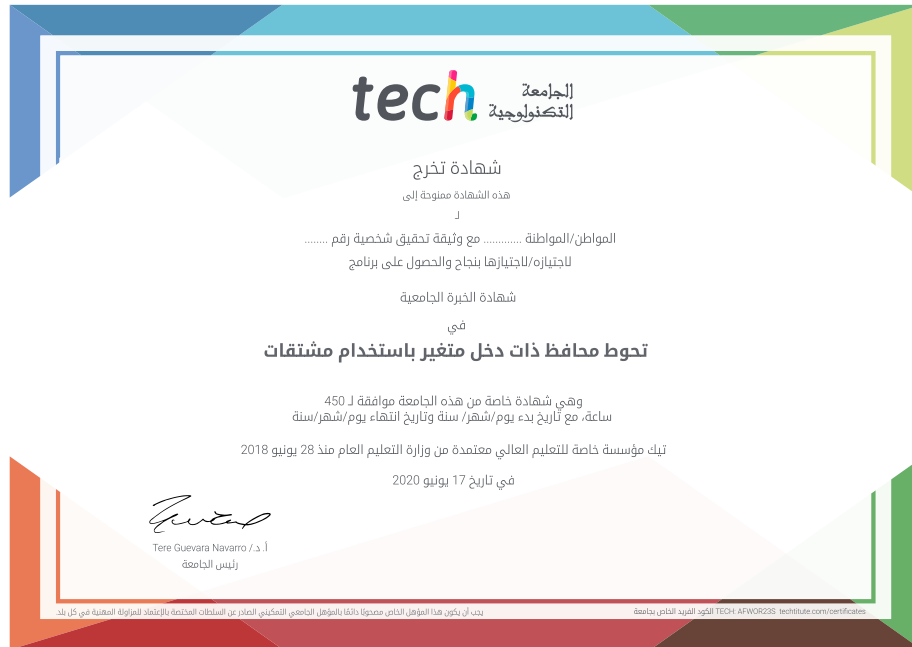 tech الجامعة
التكنولوجية
شهادة تخرج
هذه الشهادة ممنوحة إلى
لـ
المواطن/المواطنة ............. مع وثيقة تحقيق شخصية رقم ........
لاجتيازه/لاجتيازها بنجاح والحصول على برنامج
شهادة الخبرة الجامعية
في
تحوط محافظ ذات دخل متغير باستخدام مشتقات
وهي شهادة خاصة من هذه الجامعة موافقة لـ 450
ساعة، مع تاريخ بدء يوم/شهر/ سنة وتاريخ انتهاء يوم/شهر/سنة
تيك مؤسسة خاصة للتعليم العالي معتمدة من وزارة التعليم العام منذ 28 يونيو 2018
في تاريخ 17 يونيو 2020
أ. د./ Tere Guevara Navarro
رئيس الجامعة
يجب أن يكون هذا المؤهل الخاص مصحوبًا دائمًا بالمؤهل الجامعي التمكيني الصادر عن السلطات المختصة بالإعتماد للمزاولة المهنية في كل بلد.
الكود الفريد الخاص بجامعة TECH: AFWOR23S techtitute.com/certificates